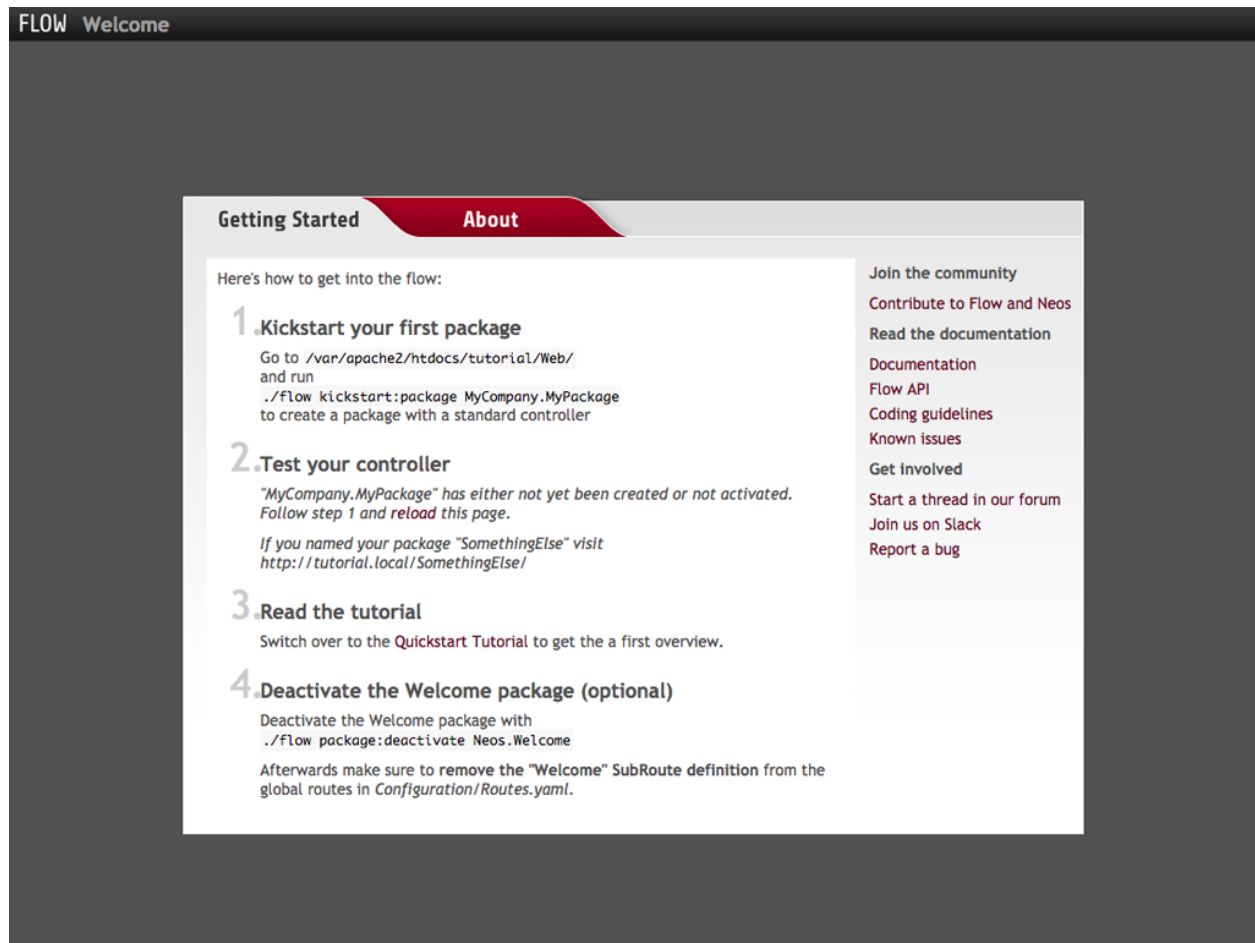 FLOW Welcome
Getting Started
About
Here's how to get into the flow:
1. Kickstart your first package
Go to /var/apache2/htdocs/tutorial/Web/
and run
./flow kickstart:package MyCompany.MyPackage
to create a package with a standard controller
2. Test your controller
"MyCompany.MyPackage" has either not yet been created or not activated.
Follow step 1 and reload this page.
If you named your package "SomethingElse" visit
http://tutorial.local/SomethingElse/
3. Read the tutorial
Switch over to the Quickstart Tutorial to get the a first overview.
4. Deactivate the Welcome package (optional)
Deactivate the Welcome package with
./flow package:deactivate Neos.Welcome
Afterwards make sure to remove the "Welcome" SubRoute definition from the
global routes in Configuration/Routes.yaml.
Join the community
Contribute to Flow and Neos
Read the documentation
Documentation
Flow API
Coding guidelines
Known issues
Get involved
Start a thread in our forum
Join us on Slack
Report a bug